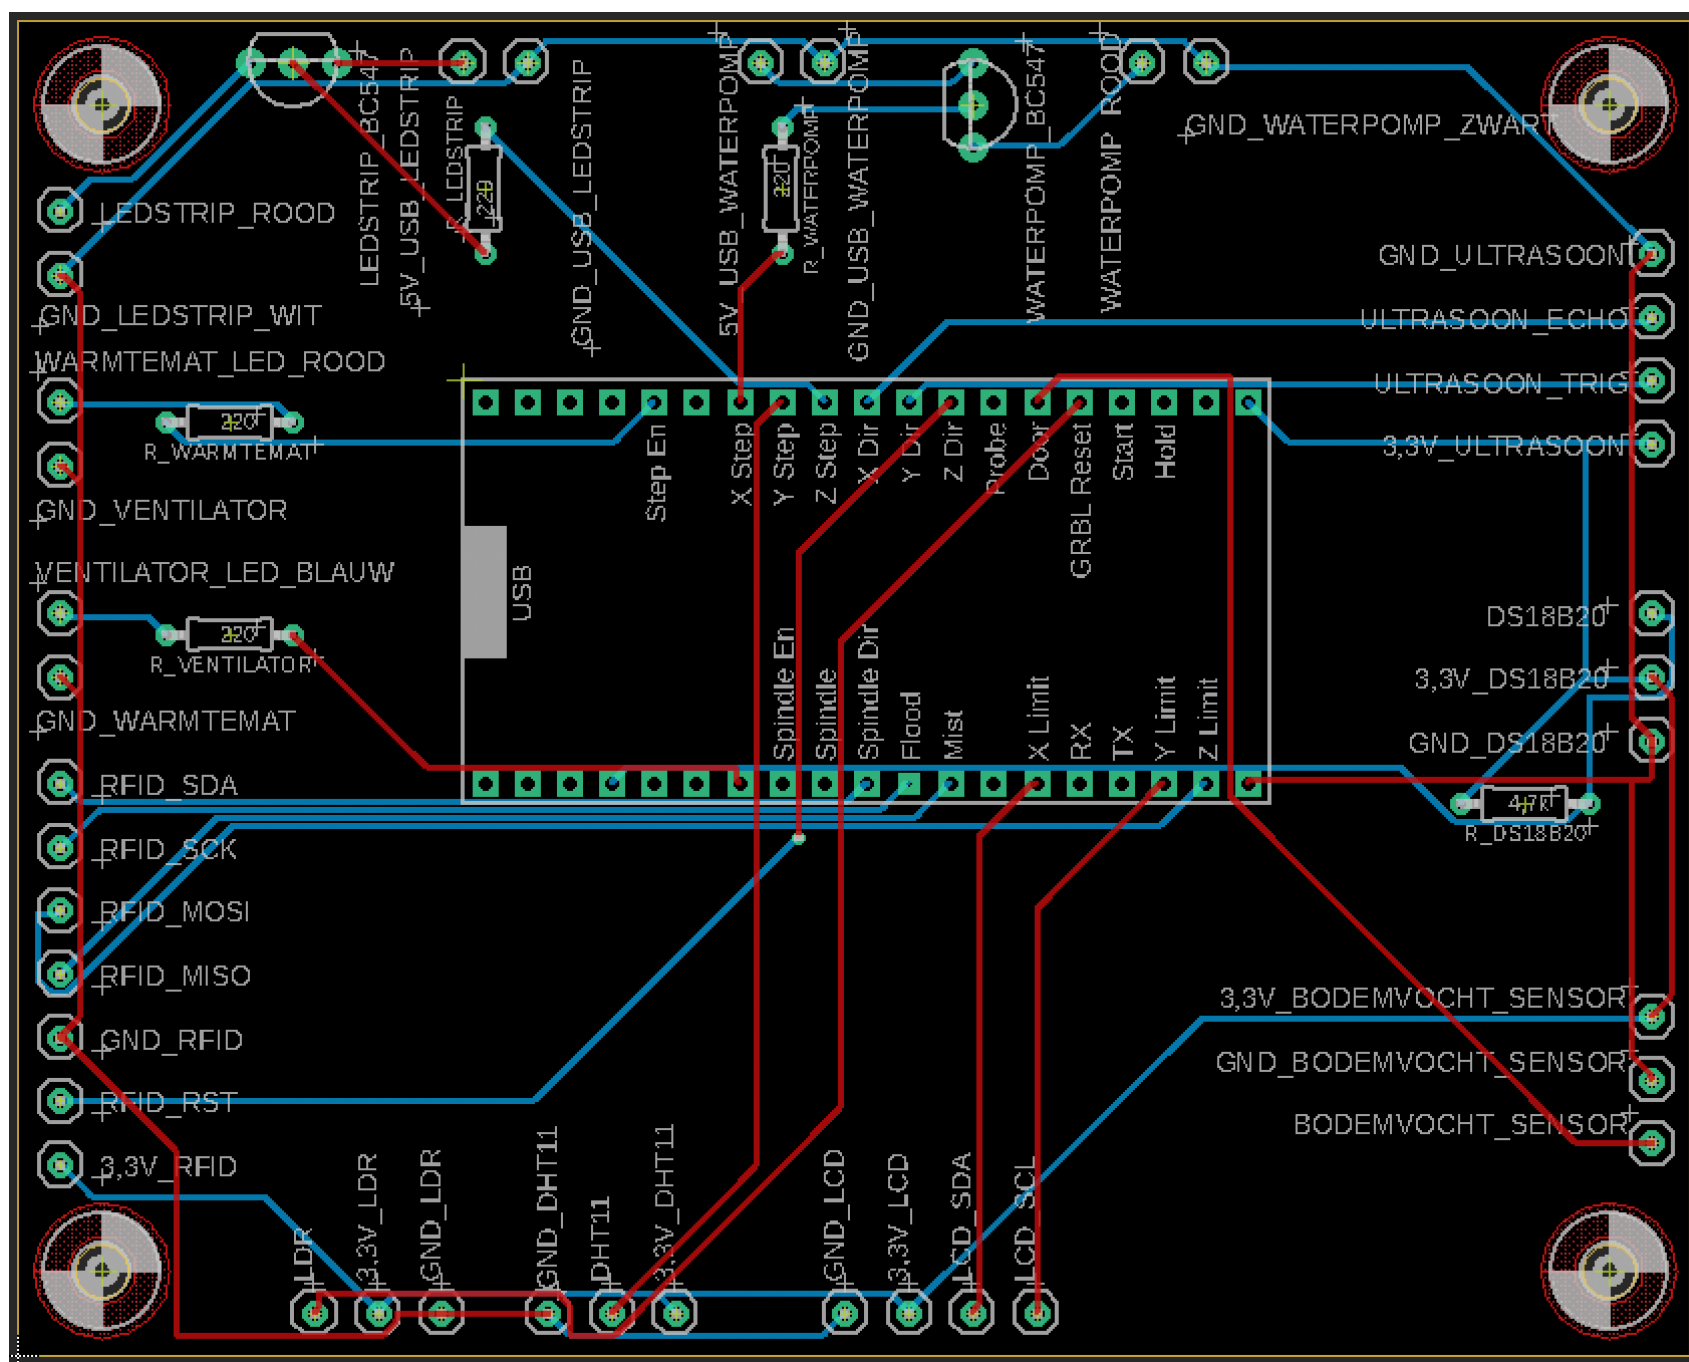 LEDSTRIP_BC547
5V_USB_LEDSTRIP
R_LEDSTRIP
220
GND_USB_LEDSTRIP
5V_USB_WATERPOMP
220
R_WATERPOMP
GND_USB_WATERPOMP
WATERPOMP_BC547
WATERPOMP_ROOD
GND_WATERPOMP_ZWART
LEDSTRIP_ROOD
GND_LEDSTRIP_WIT
WARMTEMAT_LED_ROOD
220
R_WARMTEMAT
GND_VENTILATOR
VENTILATOR_LED_BLAUW
220
R_VENTILATOR
GND_WARMTEMAT
RFID_SDA
RFID_SCK
RFID_MOSI
RFID_MISO
GND_RFID
RFID_RST
3,3V_RFID
Step En
X Step
Y Step
Z Step
X Dir
Y Dir
Z Dir
Probe
Door
GRBL Reset
Start
Hold
USB
Spindle En
Spindle
Spindle Dir
Flood
Mist
X Limit
RX
TX
Y Limit
Z Limit
GND_ULTRASOON
ULTRASOON_ECHO
ULTRASOON_TRIG
3,3V_ULTRASOON
DS18B20
3,3V_DS18B20
GND_DS18B20
4,7K
R_DS18B20
3,3V_BODEMVOCHT_SENSOR
GND_BODEMVOCHT_SENSOR
BODEMVOCHT_SENSOR
LDR
3,3V_LDR
GND_LDR
GND_DHT11
DHT11
3,3V_DHT11
GND_LCD
3,3V_LCD
LCD_SDA
LCD_SCL